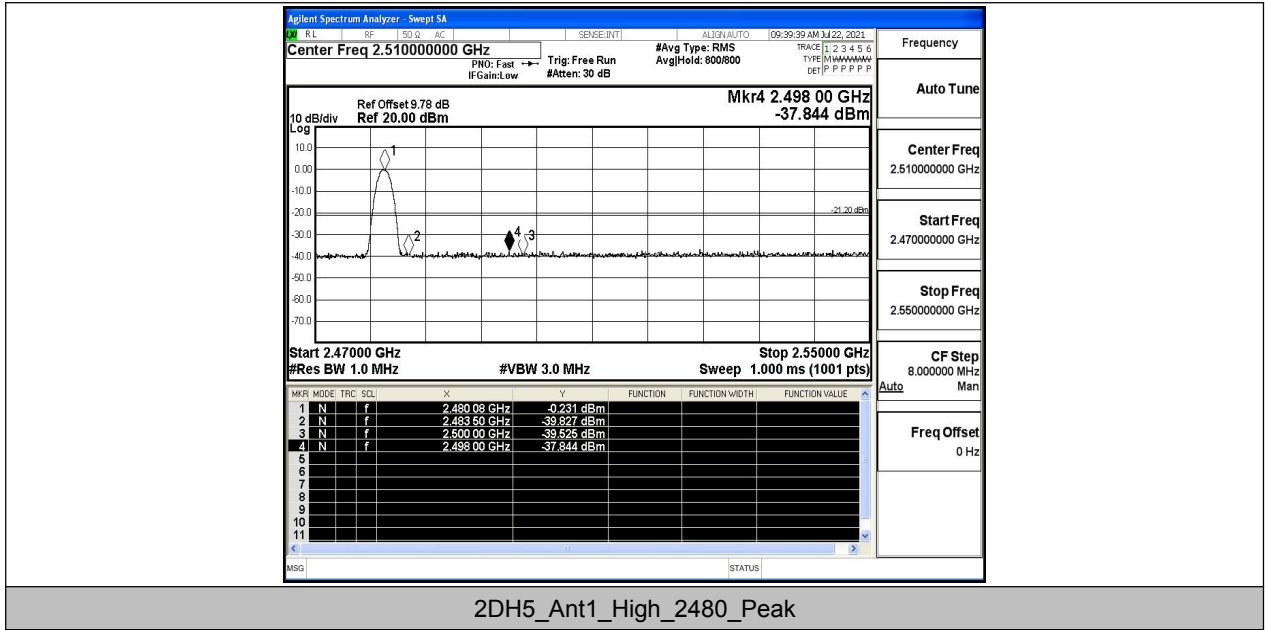 Agilent Spectrum Analyzer - Swept SA
RL RF 50 Ω AC SENSE:INT ALIGN AUTO 09:39:39 AM Jul 22, 2021
Center Freq 2.510000000 GHz
#Avg Type: RMS
TRACE 1 2 3 4 5 6
PNO: Fast
Trig: Free Run
Avg|Hold: 800/800
TYPE M WWWWW
IFGain:Low
#Atten: 30 dB
DET P P P P P P
Mkr4 2.498 00 GHz
-37.844 dBm
Ref Offset 9.78 dB
10 dB/div Ref 20.00 dBm
Log
10.0
0.00
-10.0
-20.0
-30.0
-40.0
-50.0
-60.0
-70.0
1
2
4
3
-21.20 dBm
Start 2.47000 GHz Stop 2.55000 GHz
#Res BW 1.0 MHz #VBW 3.0 MHz Sweep 1.000 ms (1001 pts)
MKR MODE TRC SCL X Y FUNCTION FUNCTION WIDTH FUNCTION VALUE
1 N f 2.480 08 GHz -0.231 dBm
2 N f 2.483 50 GHz -39.827 dBm
3 N f 2.500 00 GHz -39.525 dBm
4 N f 2.498 00 GHz -37.844 dBm
5
6
7
8
9
10
11
MSG STATUS
Frequency
Auto Tune
Center Freq
2.510000000 GHz
Start Freq
2.470000000 GHz
Stop Freq
2.550000000 GHz
CF Step
8.000000 MHz
Auto Man
Freq Offset
0 Hz
2DH5_Ant1_High_2480_Peak